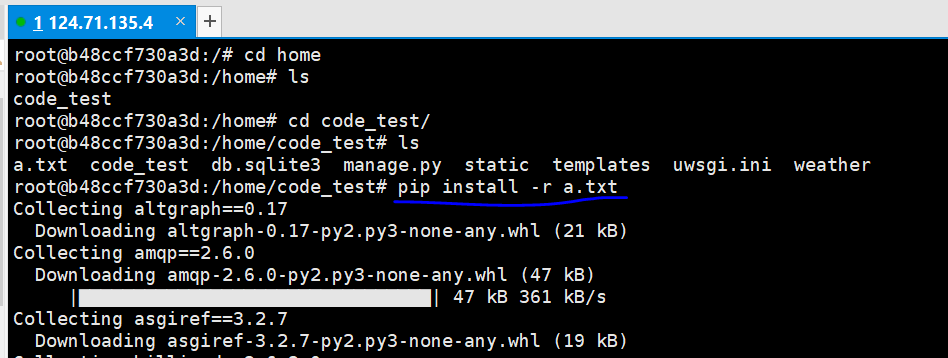 1 124.71.135.4 × +
root@b48ccf730a3d:/# cd home
root@b48ccf730a3d:/home# ls
code_test
root@b48ccf730a3d:/home# cd code_test/
root@b48ccf730a3d:/home/code_test# ls
a.txt code_test db.sqlite3 manage.py static templates uwsgi.ini weather
root@b48ccf730a3d:/home/code_test# pip install -r a.txt
Collecting altgraph==0.17
Downloading altgraph-0.17-py2.py3-none-any.whl (21 kB)
Collecting amqp==2.6.0
Downloading amqp-2.6.0-py2.py3-none-any.whl (47 kB)
|████████████████████████████████| 47 kB 361 kB/s
Collecting asgiref==3.2.7
Downloading asgiref-3.2.7-py2.py3-none-any.whl (19 kB)